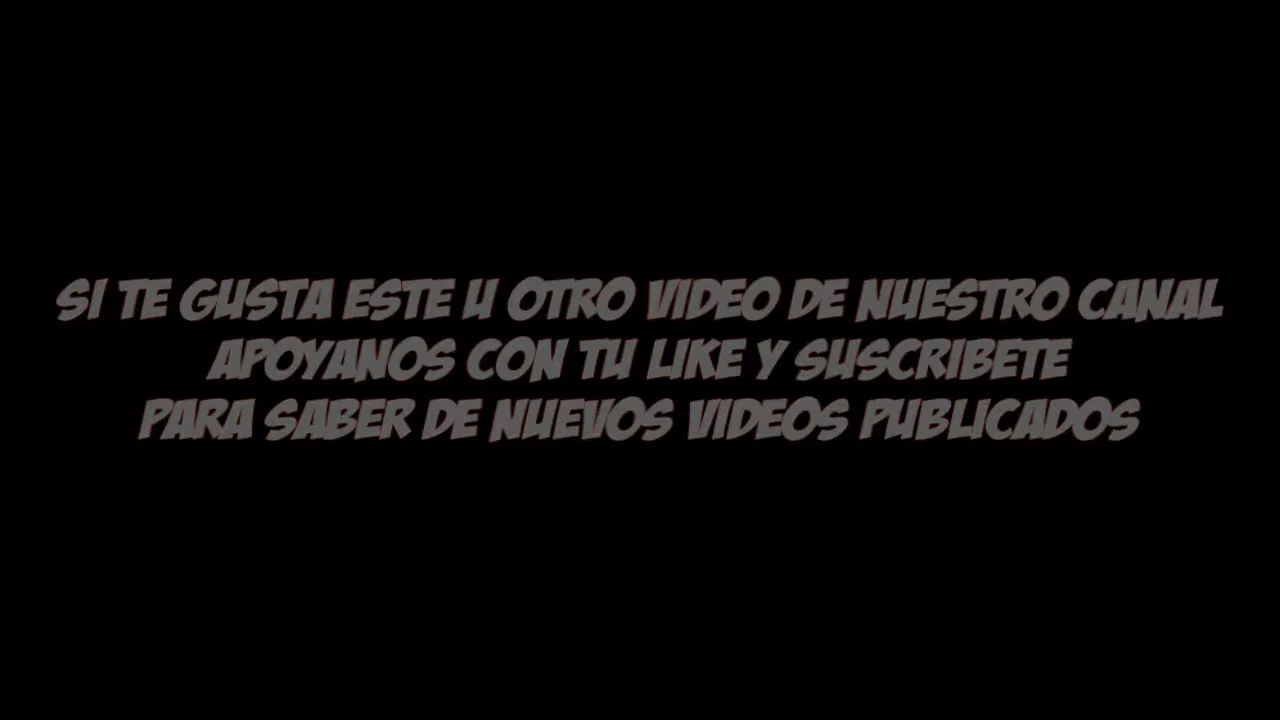 SI TE GUSTA ESTE U OTRO VIDEO DE NUESTRO CANAL
APOYANOS CON TU LIKE Y SUSCRIBETE
PARA SABER DE NUEVOS VIDEOS PUBLICADOS